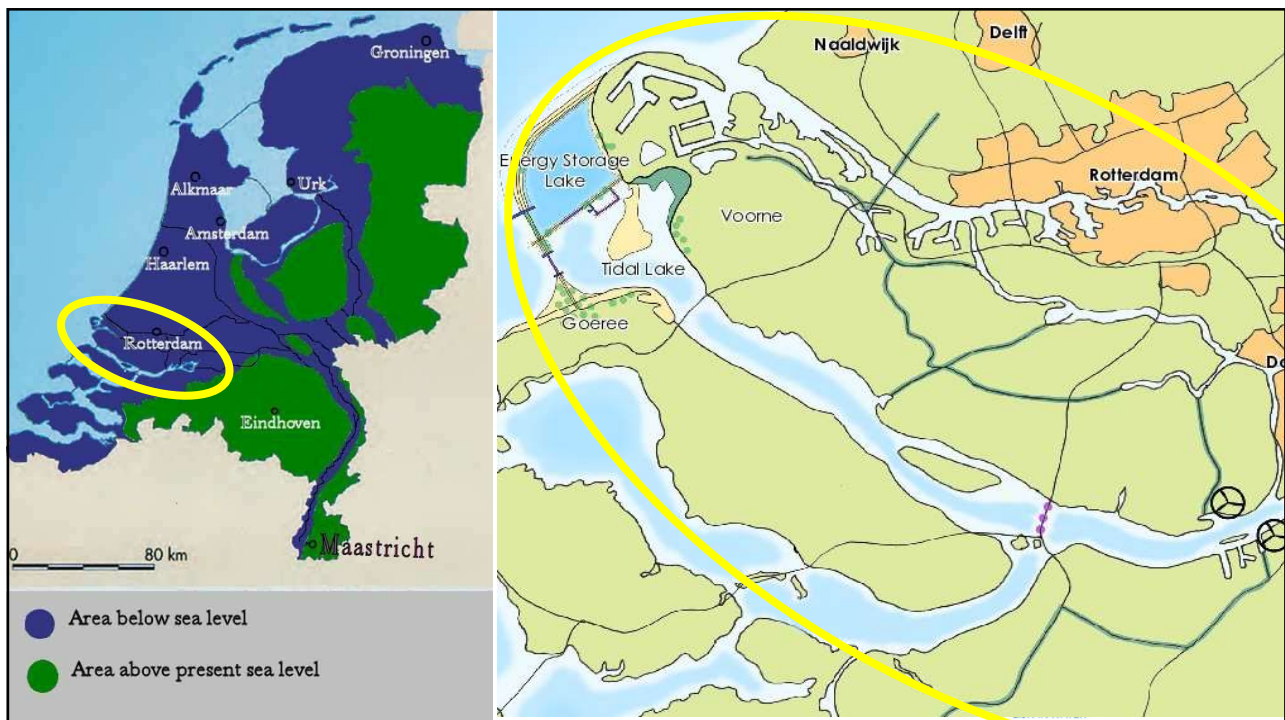 Groningen
Alkmaar
Urk
Amsterdam
Haarlem
Rotterdam
Eindhoven
Maastricht
0
80 km
Area below sea level
Area above present sea level
Naaldwijk
Delft
Energy Storage
Lake
Rotterdam
Voorne
Tidal Lake
Goeree